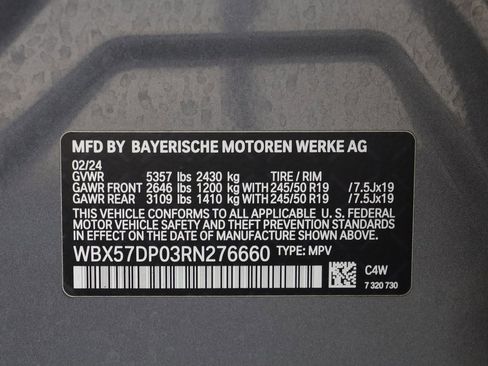 MFD BY BAYERISCHE MOTOREN WERKE AG
02/24
GVWR 5357 lbs 2430 kg TIRE / RIM
GAWR FRONT 2646 lbs 1200 kg WITH 245/50 R19 /7.5Jx19
GAWR REAR 3109 lbs 1410 kg WITH 245/50 R19 /7.5Jx19
THIS VEHICLE CONFORMS TO ALL APPLICABLE U. S. FEDERAL
MOTOR VEHICLE SAFETY AND THEFT PREVENTION STANDARDS
IN EFFECT ON THE DATE OF MANUFACTURE SHOWN ABOVE.
WBX57DP03RN276660 TYPE: MPV
C4W
7 320 730